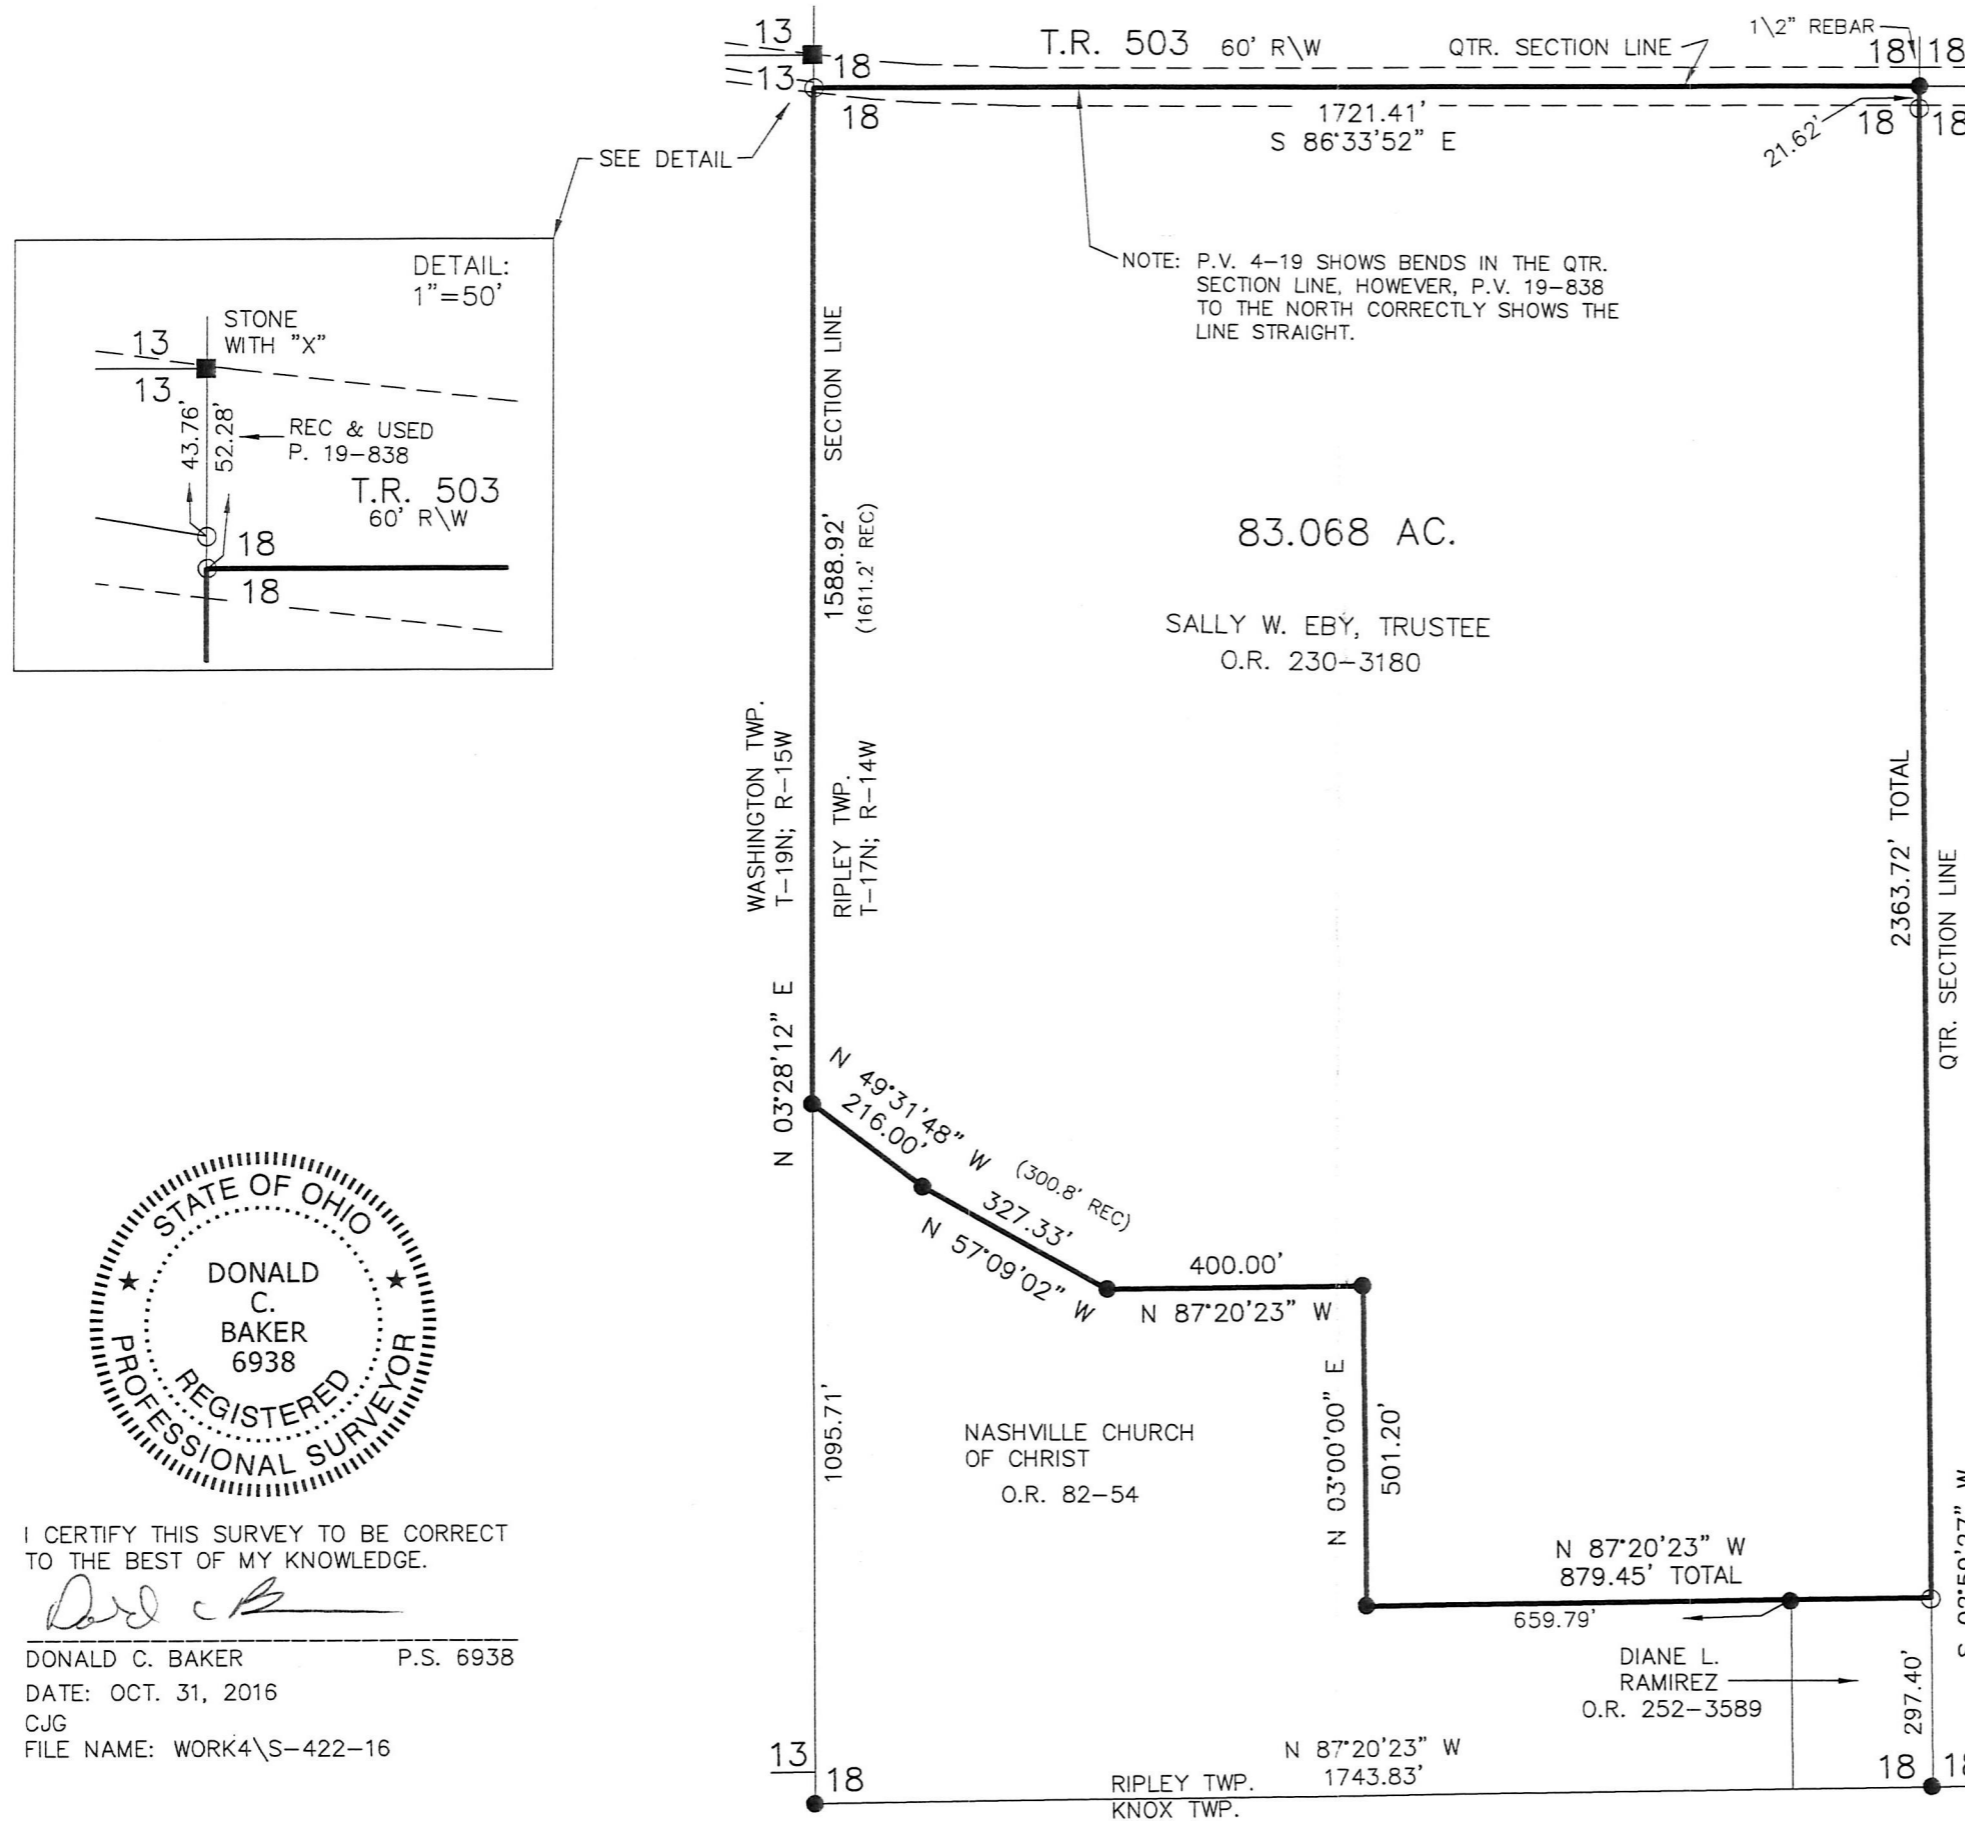 13
18
13
18
T.R. 503 60' R\W
QTR. SECTION LINE
1\2" REBAR
18 18
18 18
21.62'
1721.41'
S 86°33'52" E
SEE DETAIL
DETAIL:
1"=50'
STONE
WITH "X"
13
13
43.76'
52.28'
REC & USED
P. 19-838
T.R. 503
60' R\W
18
18
NOTE: P.V. 4-19 SHOWS BENDS IN THE QTR.
SECTION LINE, HOWEVER, P.V. 19-838
TO THE NORTH CORRECTLY SHOWS THE
LINE STRAIGHT.
SECTION LINE
1588.92'
(1611.2' REC)
83.068 AC.
SALLY W. EBY, TRUSTEE
O.R. 230-3180
WASHINGTON TWP.
T-19N; R-15W
RIPLEY TWP.
T-17N; R-14W
2363.72' TOTAL
QTR. SECTION LINE
N 03°28'12" E
N 49°31'48" W
216.00'
(300.8' REC)
327.33'
N 57°09'02" W
400.00'
N 87°20'23" W
N 03°00'00" E
501.20'
1095.71'
NASHVILLE CHURCH
OF CHRIST
O.R. 82-54
N 87°20'23" W
879.45' TOTAL
659.79'
DIANE L.
RAMIREZ
O.R. 252-3589
297.40'
N 87°20'23" W
1743.83'
RIPLEY TWP.
KNOX TWP.
13
18
18 18
STATE OF OHIO
DONALD
C.
BAKER
6938
REGISTERED
PROFESSIONAL SURVEYOR
I CERTIFY THIS SURVEY TO BE CORRECT
TO THE BEST OF MY KNOWLEDGE.
DONALD C. BAKER P.S. 6938
DATE: OCT. 31, 2016
CJG
FILE NAME: WORK4\S-422-16